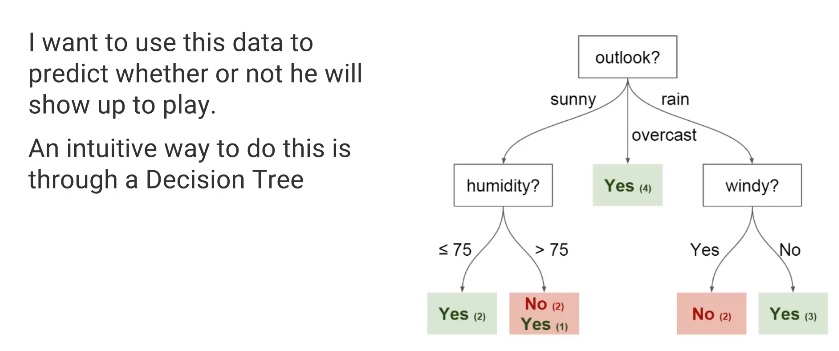 I want to use this data to
predict whether or not he will
show up to play.
An intuitive way to do this is
through a Decision Tree
outlook?
sunny
rain
overcast
humidity?
Yes (4)
windy?
≤ 75
> 75
Yes
No
Yes (2)
No (2)
Yes (1)
No (2)
Yes (3)